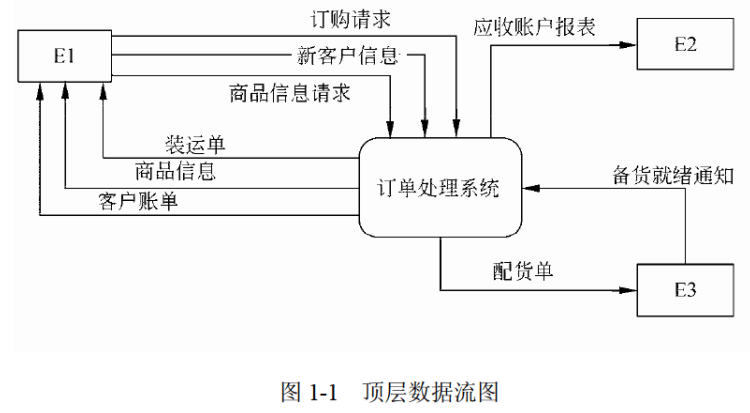 订购请求
应收账户报表
E1
新客户信息
E2
商品信息请求
装运单
商品信息
订单处理系统
备货就绪通知
客户账单
配货单
E3
图 1-1 顶层数据流图